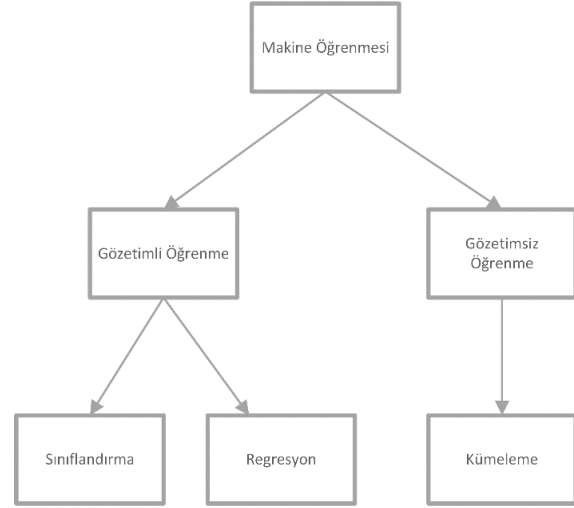 Makine Öğrenmesi
Gözetimli Öğrenme
Gözetimsiz
Öğrenme
Sınıflandırma
Regresyon
Kümeleme